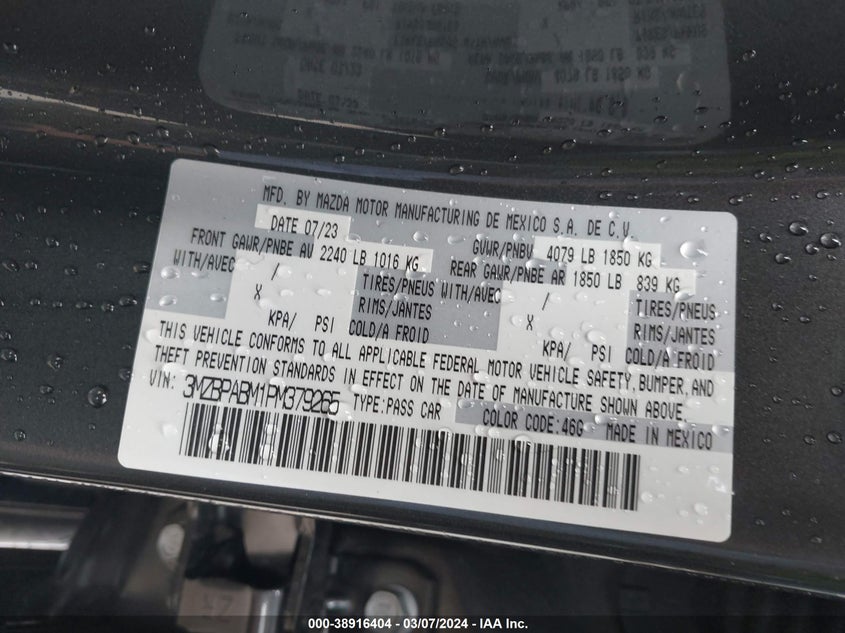 MFD. BY MAZDA MOTOR MANUFACTURING DE MEXICO S.A. DE C.V.
DATE 07/23 GVWR/PNBV 4079 LB 1850 KG
FRONT GAWR/PNBE AV 2240 LB 1016 KG REAR GAWR/PNBE AR 1850 LB 839 KG
WITH/AVEC / TIRES/PNEUS WITH/AVEC / TIRES/PNEUS
X RIMS/JANTES X RIMS/JANTES
KPA/ PSI COLD/A FROID KPA/ PSI COLD/A FROID
THIS VEHICLE CONFORMS TO ALL APPLICABLE FEDERAL MOTOR VEHICLE SAFETY, BUMPER, AND
THEFT PREVENTION STANDARDS IN EFFECT ON THE DATE OF MANUFACTURE SHOWN ABOVE.
VIN: 3MZBPABM1PM379265 TYPE:PASS CAR COLOR CODE:46G MADE IN MEXICO
000-38916404 - 03/07/2024 - IAA Inc.